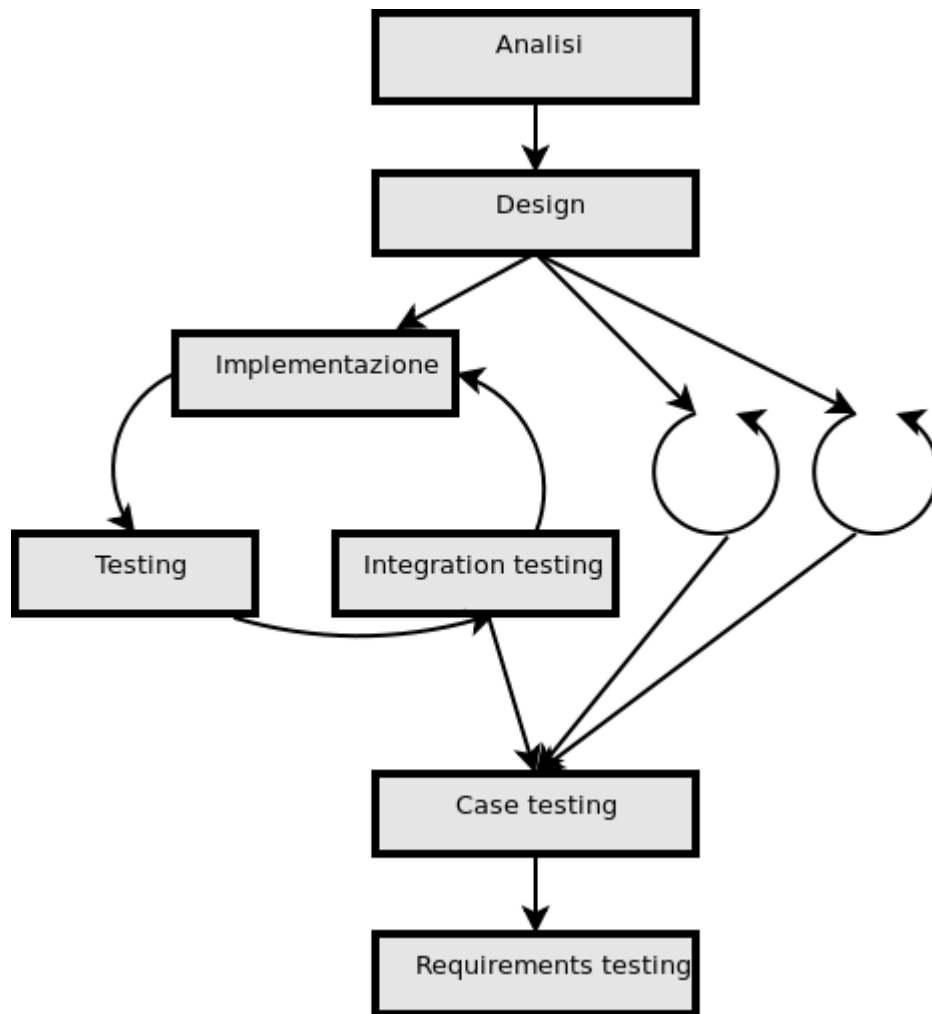 Analisi
Design
Implementazione
Testing
Integration testing
Case testing
Requirements testing